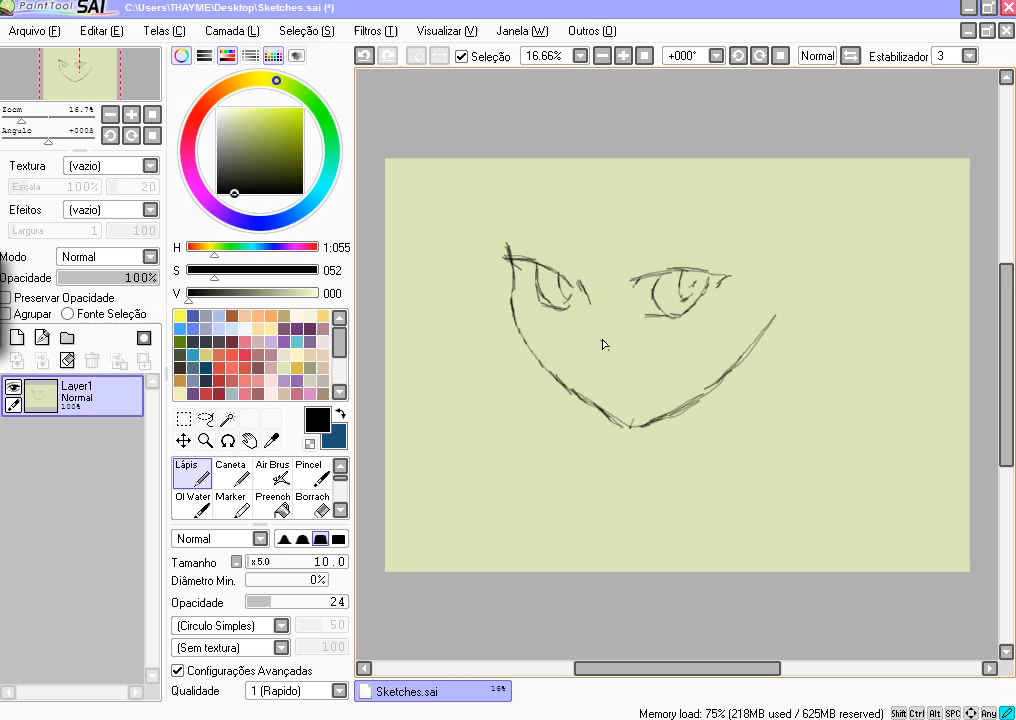 PaintTool SAI C:\Users\THAYME\Desktop\Sketches.sai (*)
Arquivo (F) Editar (E) Telas (C) Camada (L) Seleção (S) Filtros (T) Visualizar (V) Janela (W) Outros (O)
Seleção 16.66% +000° Normal Estabilizador 3
Zoom 16.7%
Angulo +000ß
Textura (vazio)
Escala 100% 20
Efeitos (vazio)
Largura 1 100
Modo Normal
Opacidade 100%
Preservar Opacidade
Agrupar Fonte Seleção
Layer1
Normal
100%
H 1:055
S 052
V 000
Lápis Caneta Air Brus Pincel
Ol Water Marker Preench Borrach
Normal
Tamanho x 5.0 10.0
Diâmetro Min. 0%
Opacidade 24
(Circulo Simples) 50
(Sem textura) 100
Configurações Avançadas
Qualidade 1 (Rapido)
Sketches.sai 16%
Memory load: 75% (218MB used / 625MB reserved) Shift Ctrl Alt SPC Any